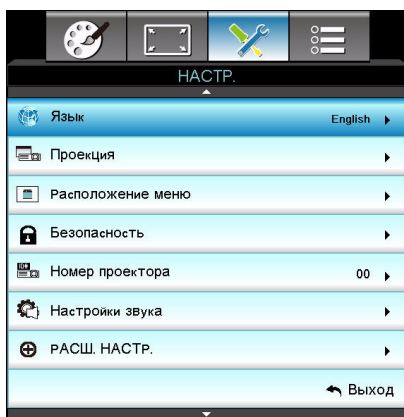 НАСТР.
Язык English
Проекция
Расположение меню
Безопасность
Номер проектора 00
Настройки звука
РАСШ. НАСТР.
Выход